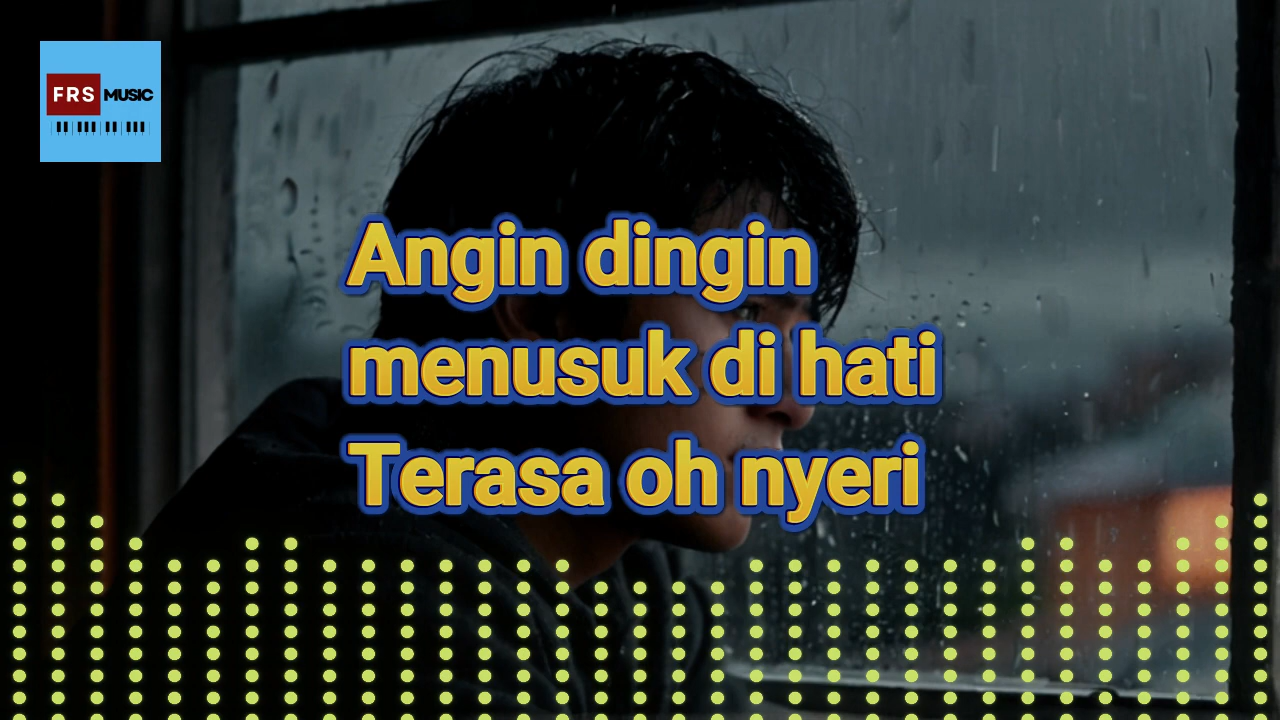 FRS MUSIC
Angin dingin
menusuk di hati
Terasa oh nyeri